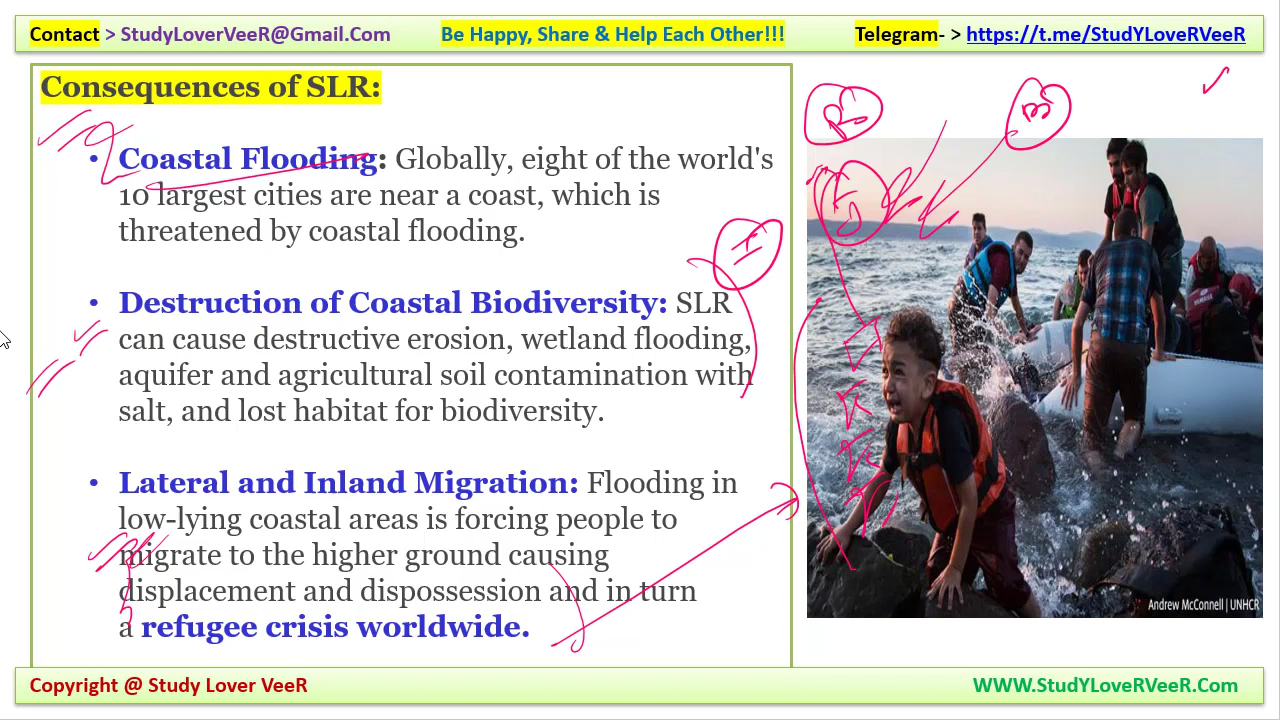 Contact > StudyLoverVeeR@Gmail.Com Be Happy, Share & Help Each Other!!! Telegram- > https://t.me/StudYLoverVeeR
Consequences of SLR:
• Coastal Flooding: Globally, eight of the world's
10 largest cities are near a coast, which is
threatened by coastal flooding.
• Destruction of Coastal Biodiversity: SLR
can cause destructive erosion, wetland flooding,
aquifer and agricultural soil contamination with
salt, and lost habitat for biodiversity.
• Lateral and Inland Migration: Flooding in
low-lying coastal areas is forcing people to
migrate to the higher ground causing
displacement and dispossession and in turn
a refugee crisis worldwide.
Andrew McConnell | UNHCR
Copyright @ Study Lover VeeR WWW.StudYLoveRVeeR.Com